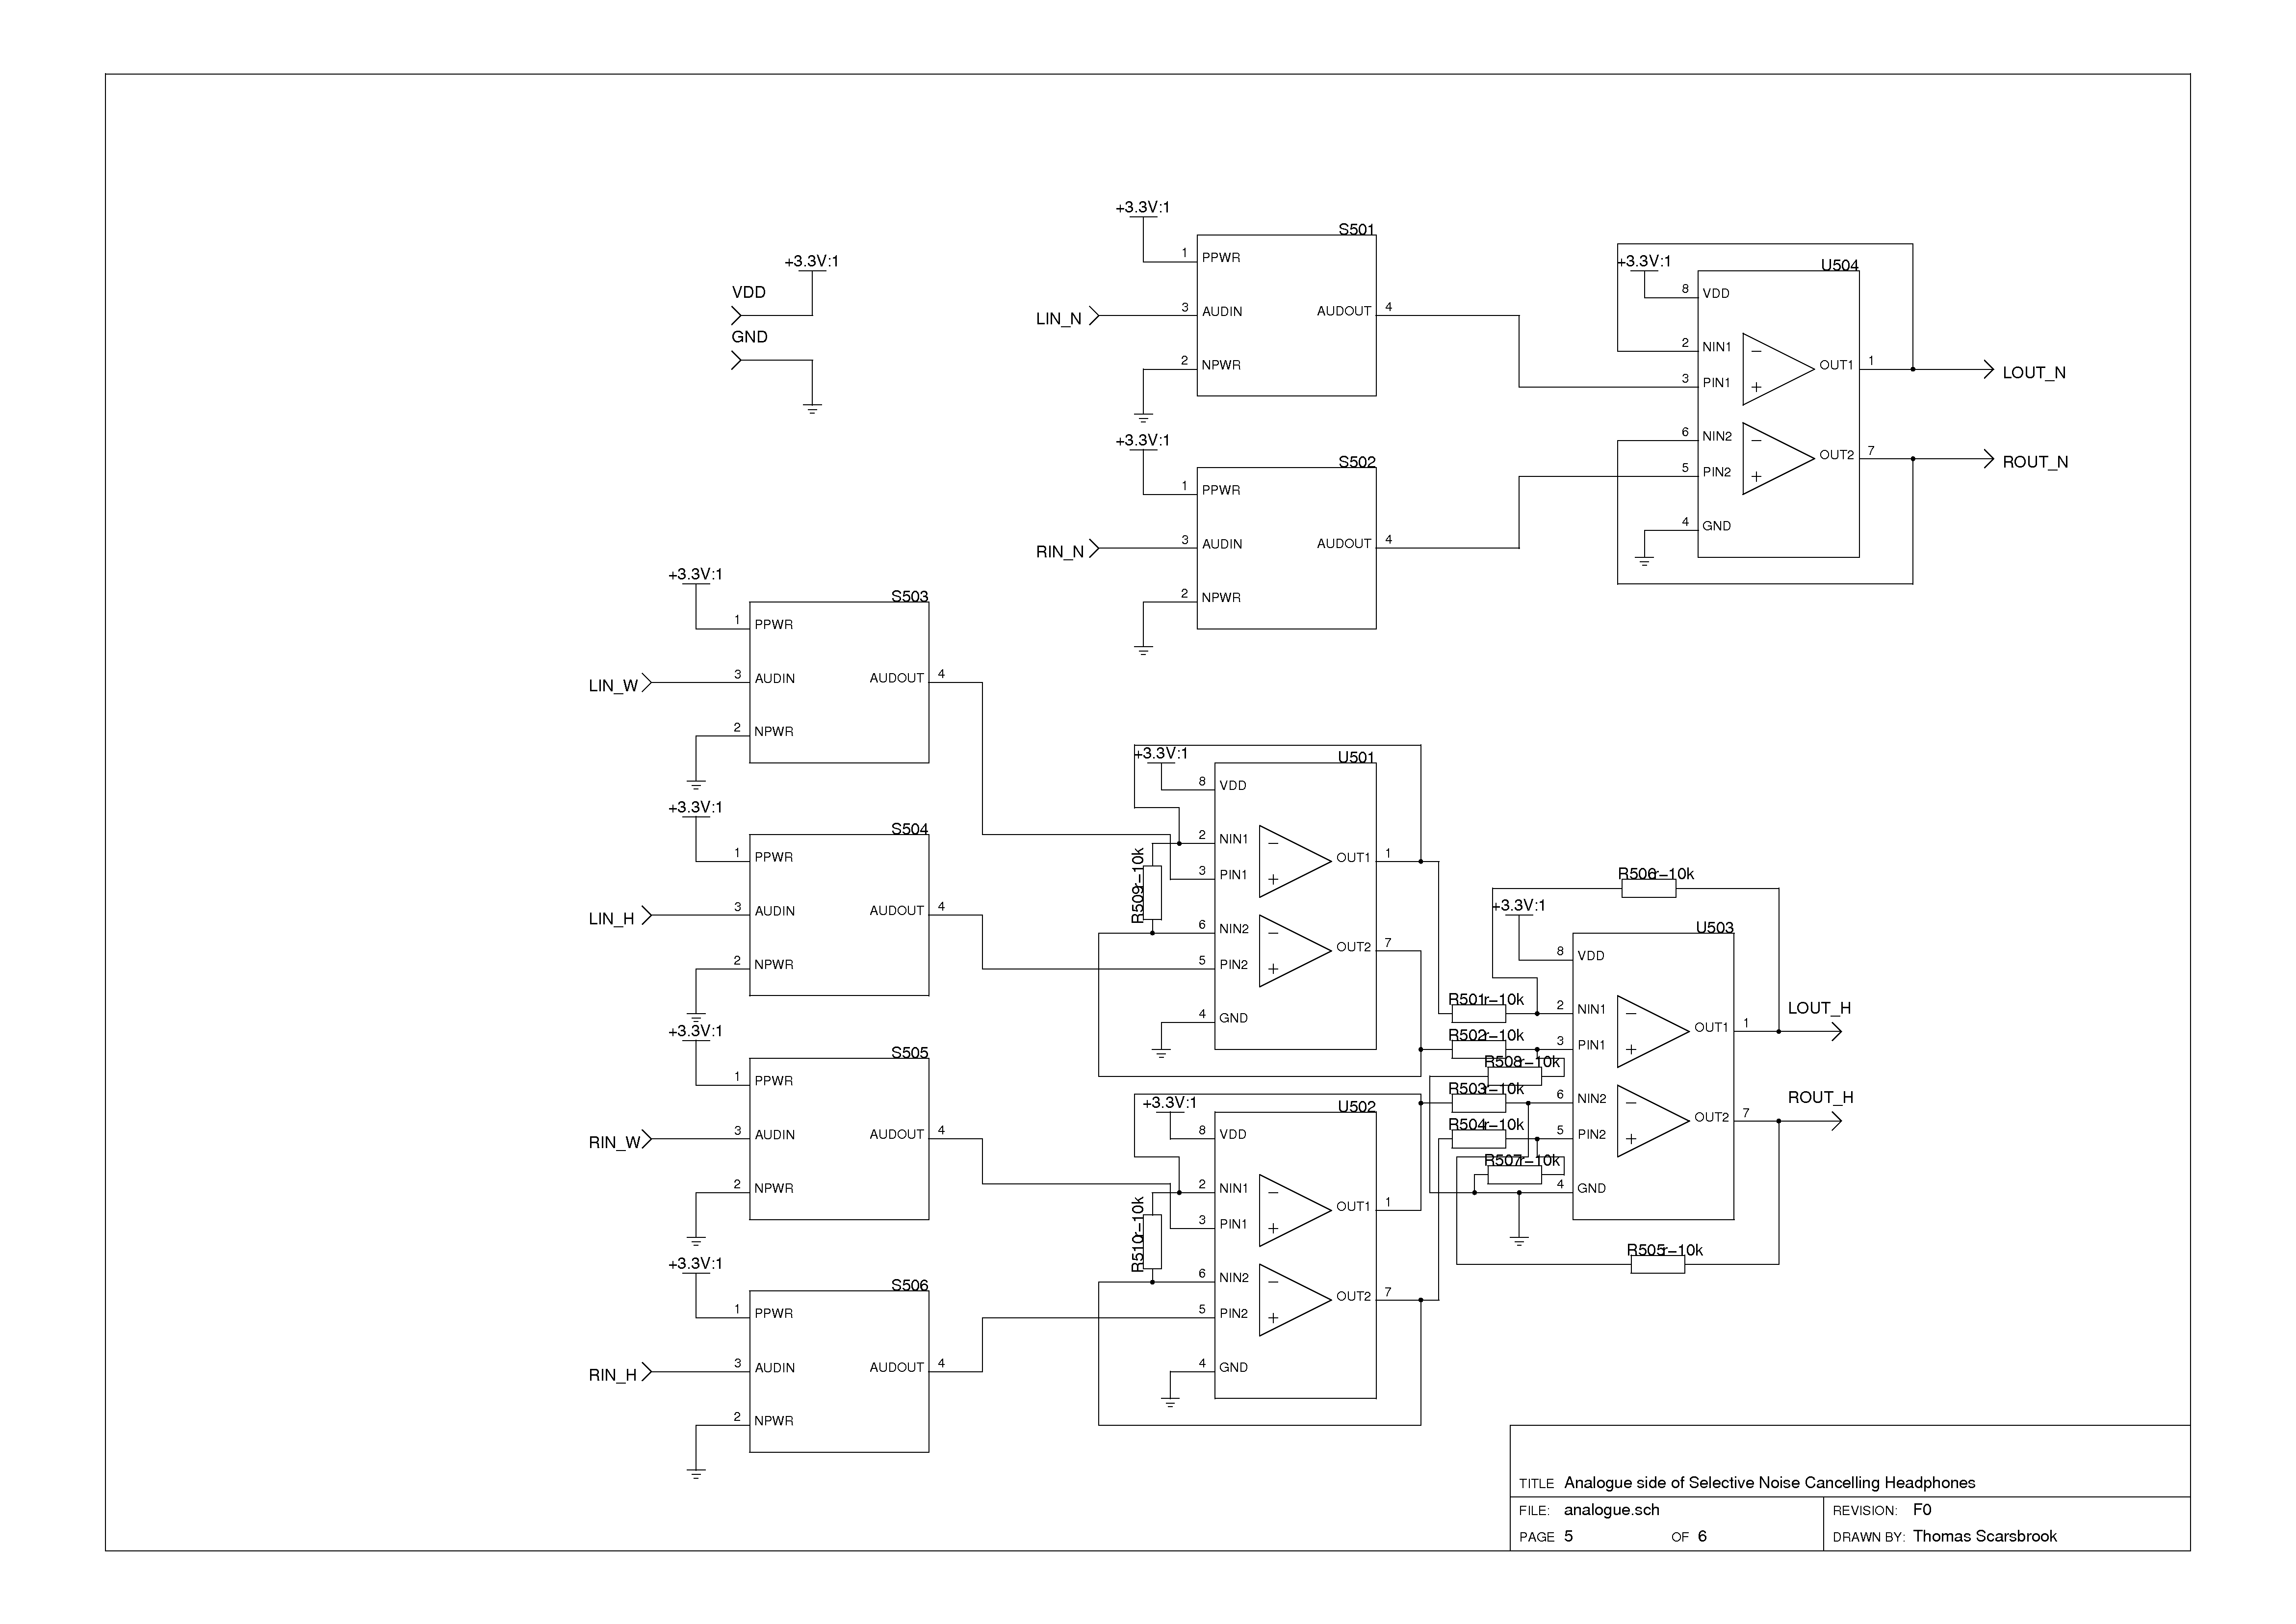 +3.3V:1
VDD
GND
+3.3V:1
S501
1 PPWR
LIN_N
3 AUDIN
AUDOUT 4
2 NPWR
+3.3V:1
S502
1 PPWR
RIN_N
3 AUDIN
AUDOUT 4
2 NPWR
+3.3V:1
U504
8 VDD
2 NIN1
3 PIN1
OUT1 1
LOUT_N
6 NIN2
5 PIN2
OUT2 7
ROUT_N
4 GND
+3.3V:1
S503
1 PPWR
LIN_W
3 AUDIN
AUDOUT 4
2 NPWR
+3.3V:1
S504
1 PPWR
LIN_H
3 AUDIN
AUDOUT 4
2 NPWR
+3.3V:1
S505
1 PPWR
RIN_W
3 AUDIN
AUDOUT 4
2 NPWR
+3.3V:1
S506
1 PPWR
RIN_H
3 AUDIN
AUDOUT 4
2 NPWR
+3.3V:1
U501
8 VDD
2 NIN1
3 PIN1
OUT1 1
R509r-10k
6 NIN2
5 PIN2
OUT2 7
4 GND
+3.3V:1
U502
8 VDD
2 NIN1
3 PIN1
OUT1 1
R510r-10k
6 NIN2
5 PIN2
OUT2 7
4 GND
R506r-10k
+3.3V:1
U503
8 VDD
R501r-10k
2 NIN1
R502r-10k
3 PIN1
OUT1 1
LOUT_H
R508r-10k
R503r-10k
6 NIN2
R504r-10k
5 PIN2
OUT2 7
ROUT_H
R507r-10k
4 GND
R505r-10k
TITLE Analogue side of Selective Noise Cancelling Headphones
FILE: analogue.sch
REVISION: F0
PAGE 5 OF 6
DRAWN BY: Thomas Scarsbrook